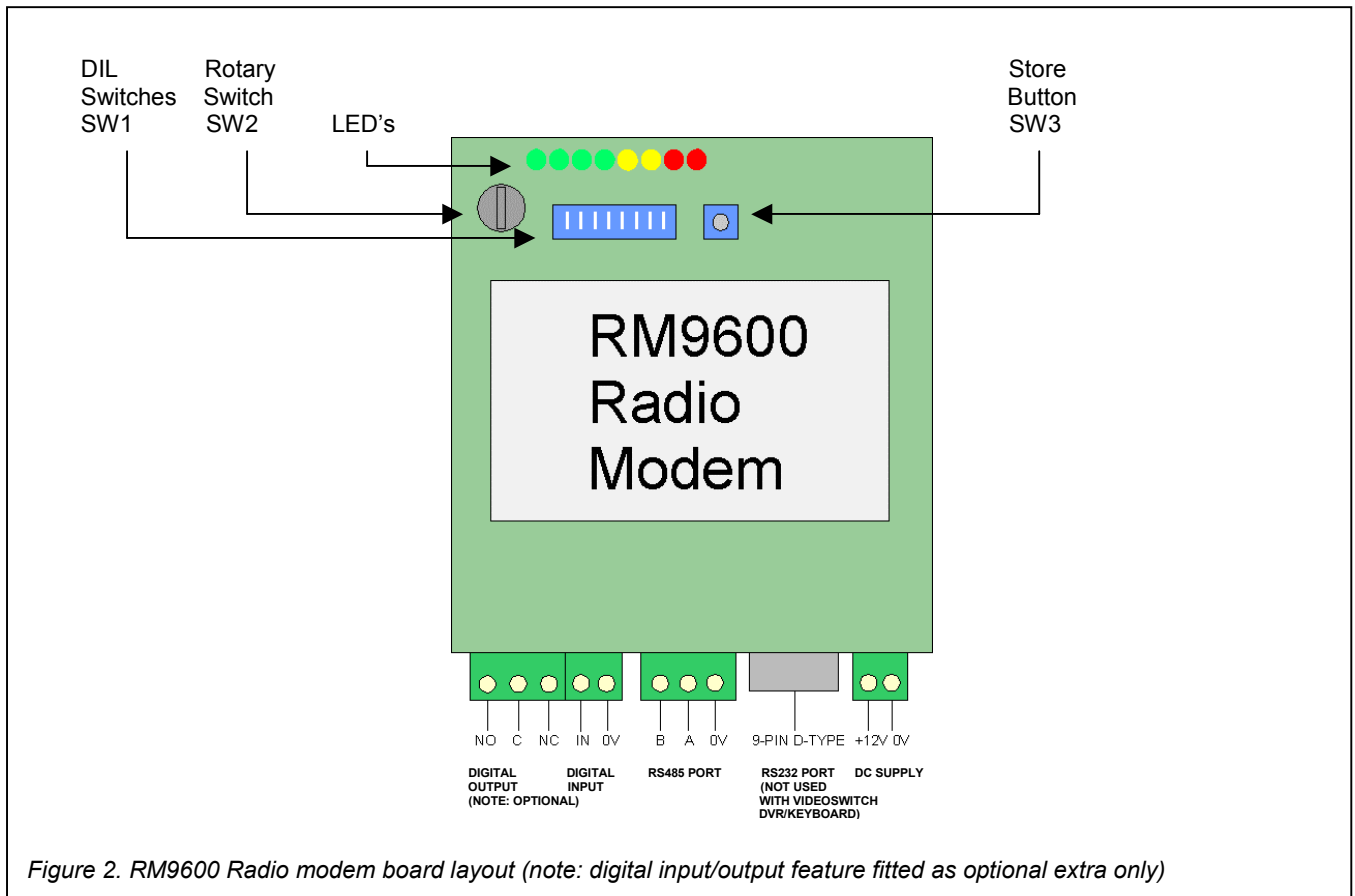 DIL
Switches
SW1
Rotary
Switch
SW2
LED's
Store
Button
SW3
RM9600
Radio
Modem
NO C NC IN 0V B A 0V 9-PIN D-TYPE +12V 0V
DIGITAL
OUTPUT
(NOTE: OPTIONAL)
DIGITAL
INPUT
RS485 PORT
RS232 PORT
(NOT USED
WITH VIDEOSWITCH
DVR/KEYBOARD)
DC SUPPLY
Figure 2. RM9600 Radio modem board layout (note: digital input/output feature fitted as optional extra only)